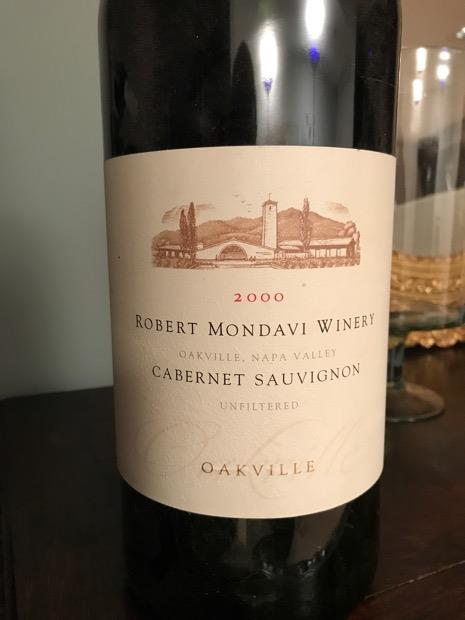 2000
ROBERT MONDAVI WINERY
OAKVILLE, NAPA VALLEY
CABERNET SAUVIGNON
UNFILTERED
OAKVILLE